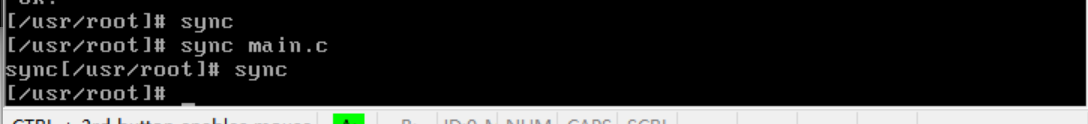 ok!
[/usr/root]# sync
[/usr/root]# sync main.c
sync[/usr/root]# sync
[/usr/root]# _
CTRL + 3rd button enables mouse A: NUM CAPS SCRL